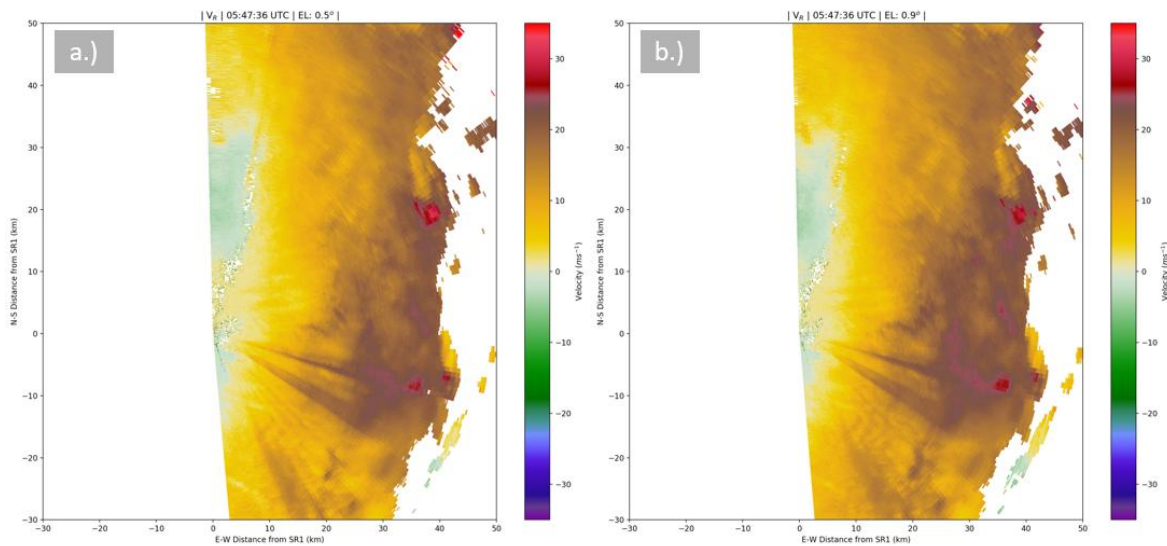 | V_R | 05:47:36 UTC | EL: 0.5° |
a.)
50
40
30
20
10
0
−10
−20
−30
N-S Distance from SR1 (km)
−30 −20 −10 0 10 20 30 40 50
E-W Distance from SR1 (km)
30
20
10
0
−10
−20
−30
Velocity (ms⁻¹)
| V_R | 05:47:36 UTC | EL: 0.9° |
b.)
50
40
30
20
10
0
−10
−20
−30
N-S Distance from SR1 (km)
−30 −20 −10 0 10 20 30 40 50
E-W Distance from SR1 (km)
30
20
10
0
−10
−20
−30
Velocity (ms⁻¹)